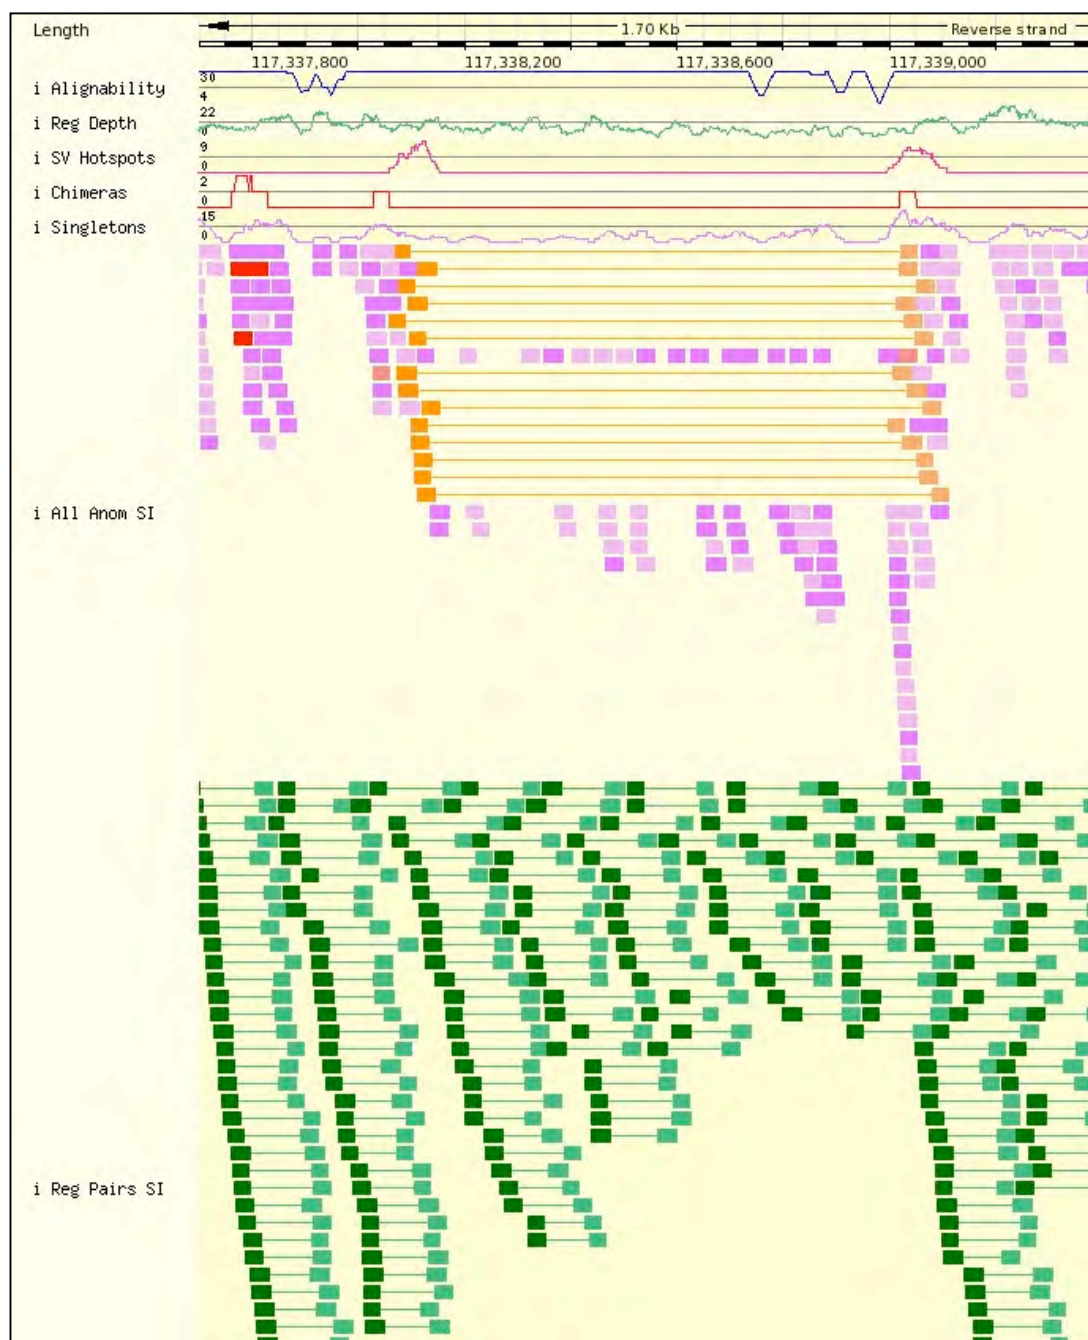 Length 1.70 Kb Reverse strand
117,337,800 117,338,200 117,338,600 117,339,000
30
i Alignability 4
22
i Reg Depth 0
9
i SV Hotspots 0
2
i Chimeras 0
15
i Singletons 0
i All Anom SI
i Reg Pairs SI